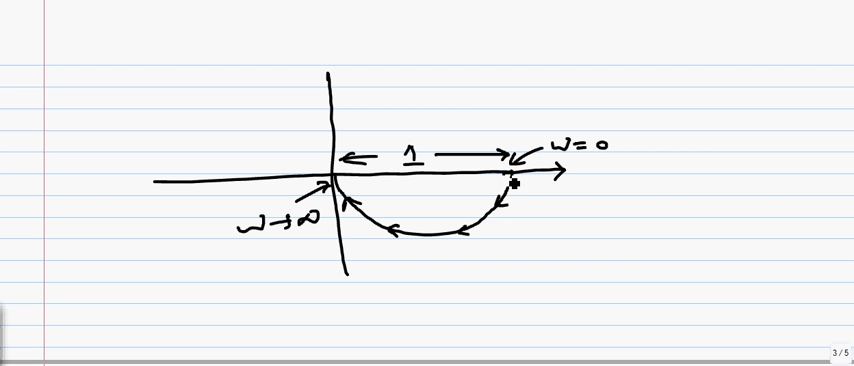 1
w = 0
w → ∞
3 / 5